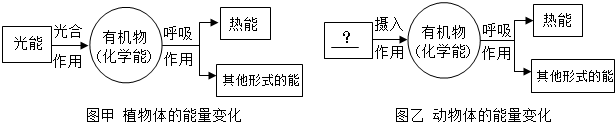 光能
光合
作用
有机物
(化学能)
呼吸
作用
热能
其他形式的能
图甲 植物体的能量变化
?
摄入
作用
有机物
(化学能)
呼吸
作用
热能
其他形式的能
图乙 动物体的能量变化